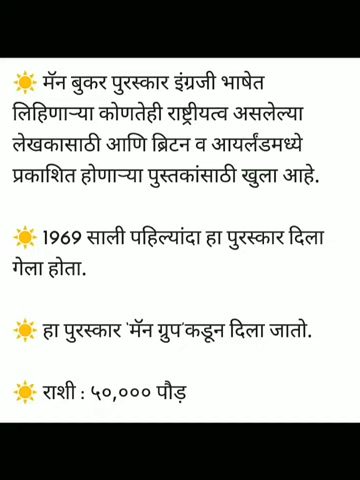 ☀️ मॅन बुकर पुरस्कार इंग्रजी भाषेत
लिहिणाऱ्या कोणतेही राष्ट्रीयत्व असलेल्या
लेखकासाठी आणि ब्रिटन व आयर्लंडमध्ये
प्रकाशित होणाऱ्या पुस्तकांसाठी खुला आहे.
☀️ 1969 साली पहिल्यांदा हा पुरस्कार दिला
गेला होता.
☀️ हा पुरस्कार 'मॅन ग्रुप'कडून दिला जातो.
☀️ राशी : ५०,००० पौड़